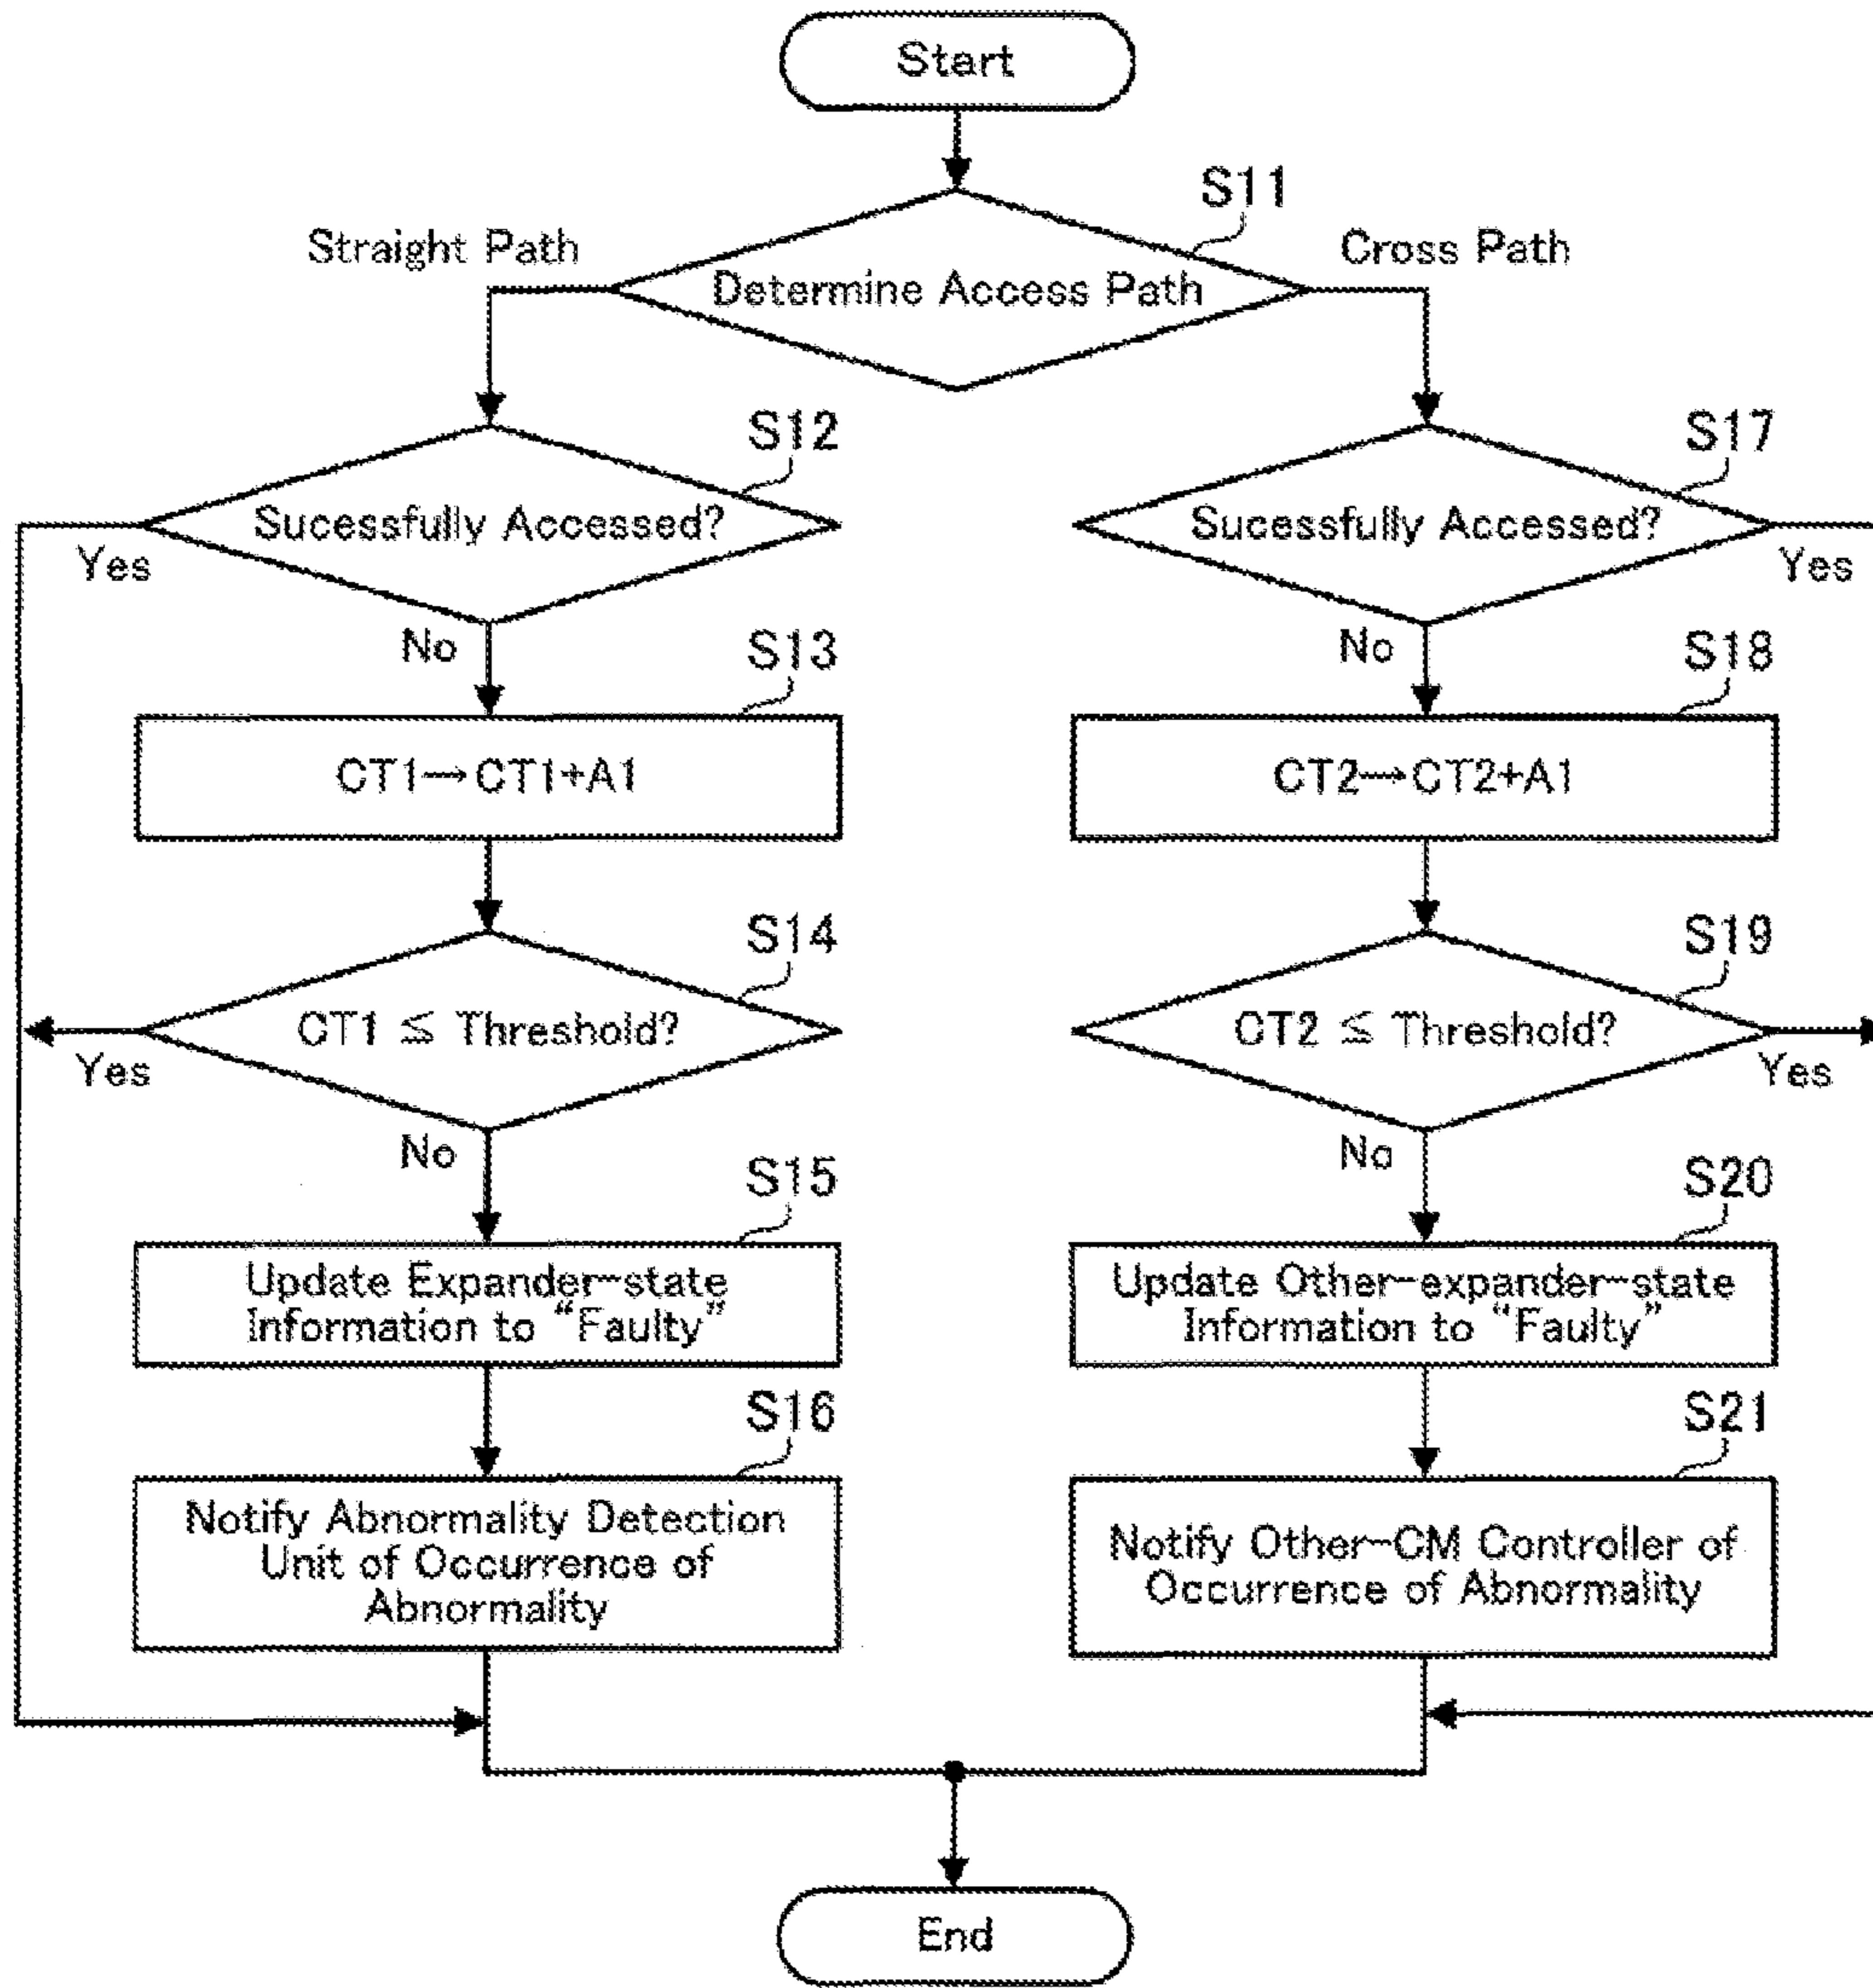 Start
S11
Straight Path
Cross Path
Determine Access Path
S12
Sucessfully Accessed?
Yes
No
S13
CT1→CT1+A1
S14
CT1 ≦ Threshold?
Yes
No
S15
Update Expander-state
Information to “Faulty”
S16
Notify Abnormality Detection
Unit of Occurrence of
Abnormality
S17
Sucessfully Accessed?
Yes
No
S18
CT2→CT2+A1
S19
CT2 ≦ Threshold?
Yes
No
S20
Update Other-expander-state
Information to “Faulty”
S21
Notify Other-CM Controller of
Occurrence of Abnormality
End